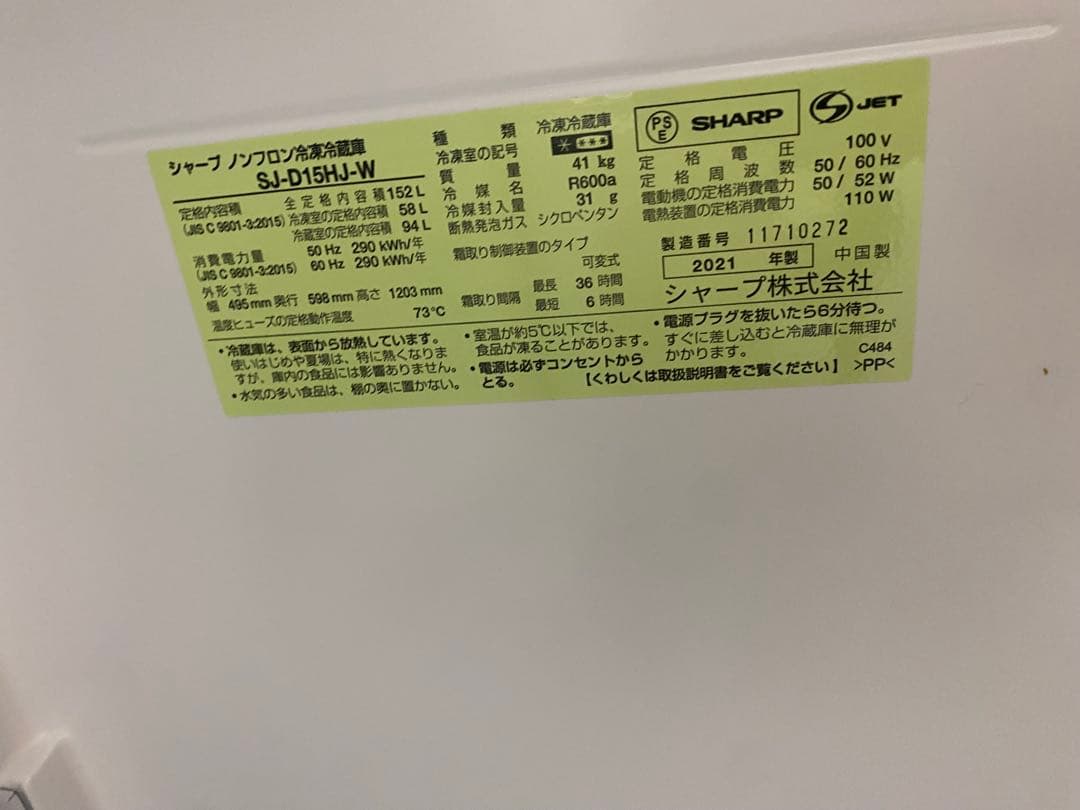 シャープ ノンフロン冷凍冷蔵庫
SJ-D15HJ-W
定格内容積 全定格内容積 152 L
(JIS C 9801-3:2015) 冷凍室の定格内容積 58 L
冷蔵室の定格内容積 94 L
消費電力量 50 Hz 290 kWh/年
(JIS C 9801-3:2015) 60 Hz 290 kWh/年
外形寸法
幅 495 mm 奥行 598 mm 高さ 1203 mm
温度ヒューズの定格動作温度 73℃
種類 冷凍冷蔵庫
冷凍室の記号 * ***
質量 41 kg
冷媒名 R600a
冷媒封入量 31 g
断熱発泡ガス シクロペンタン
霜取り制御装置のタイプ
可変式
霜取り間隔 最長 36 時間
最短 6 時間
PS E SHARP S JET
定格電圧 100 V
定格周波数 50 / 60 Hz
電動機の定格消費電力 50 / 52 W
電熱装置の定格消費電力 110 W
製造番号 11710272
2021 年製 中国製
シャープ株式会社
・冷蔵庫は、表面から放熱しています。
使いはじめや夏場は、特に熱くなりま
すが、庫内の食品には影響ありません。
・水気の多い食品は、棚の奥に置かない。
・室温が約5℃以下では、
食品が凍ることがあります。
・電源は必ずコンセントから
とる。
・電源プラグを抜いたら6分待つ。
すぐに差し込むと冷蔵庫に無理が
かかります。 C484
【くわしくは取扱説明書をご覧ください】 >PP<